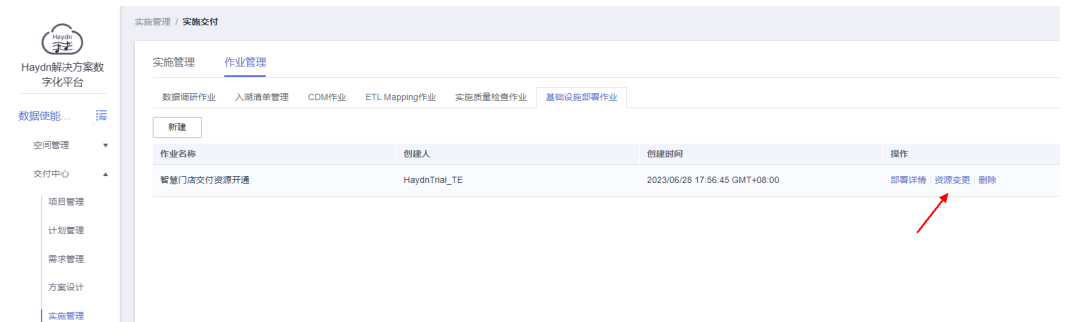 实施管理 / 实施交付
Haydn
Haydn解决方案数
字化平台
数据使能...
空间管理
交付中心
项目管理
计划管理
需求管理
方案设计
实施管理
实施管理 作业管理
数据调研作业 入湖清单管理 CDM作业 ETL Mapping作业 实施质量检查作业 基础设施部署作业
新建
作业名称 创建人 创建时间 操作
智慧门店交付资源开通 HaydnTrial_TE 2023/06/28 17:56:45 GMT+08:00 部署详情 资源变更 删除